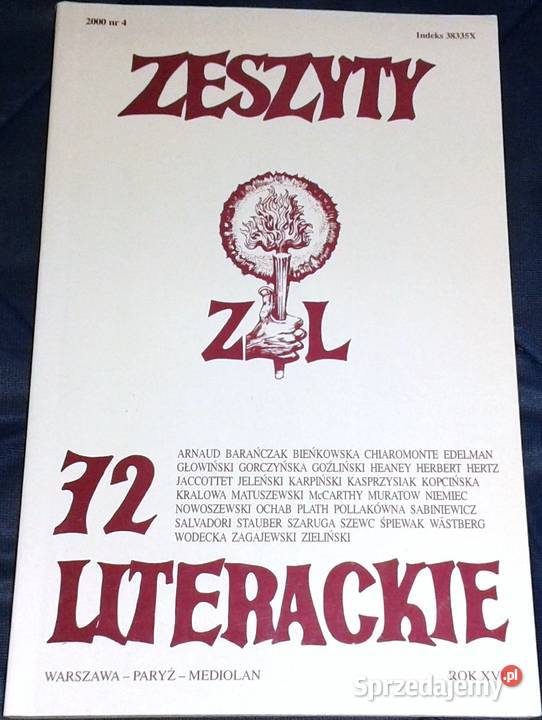 2000 nr 4
Indeks 38335X
ZESZYTY
Z L
72
ARNAUD BARAŃCZAK BIEŃKOWSKA CHIAROMONTE EDELMAN
GŁOWIŃSKI GORCZYŃSKA GOŹLIŃSKI HEANEY HERBERT HERTZ
JACCOTTET JELEŃSKI KARPIŃSKI KASPRZYSIAK KOPCIŃSKA
KRALOWA MATUSZEWSKI McCARTHY MURATOW NIEMIEC
NOWOSZEWSKI OCHAB PLATH POLLAKÓWNA SABINIEWICZ
SALVADORI STAUBER SZARUGA SZEWC ŚPIEWAK WÄSTBERG
WODECKA ZAGAJEWSKI ZIELIŃSKI
LITERACKIE
WARSZAWA – PARYŻ – MEDIOLAN
ROK XV
Sprzedajemy.pl